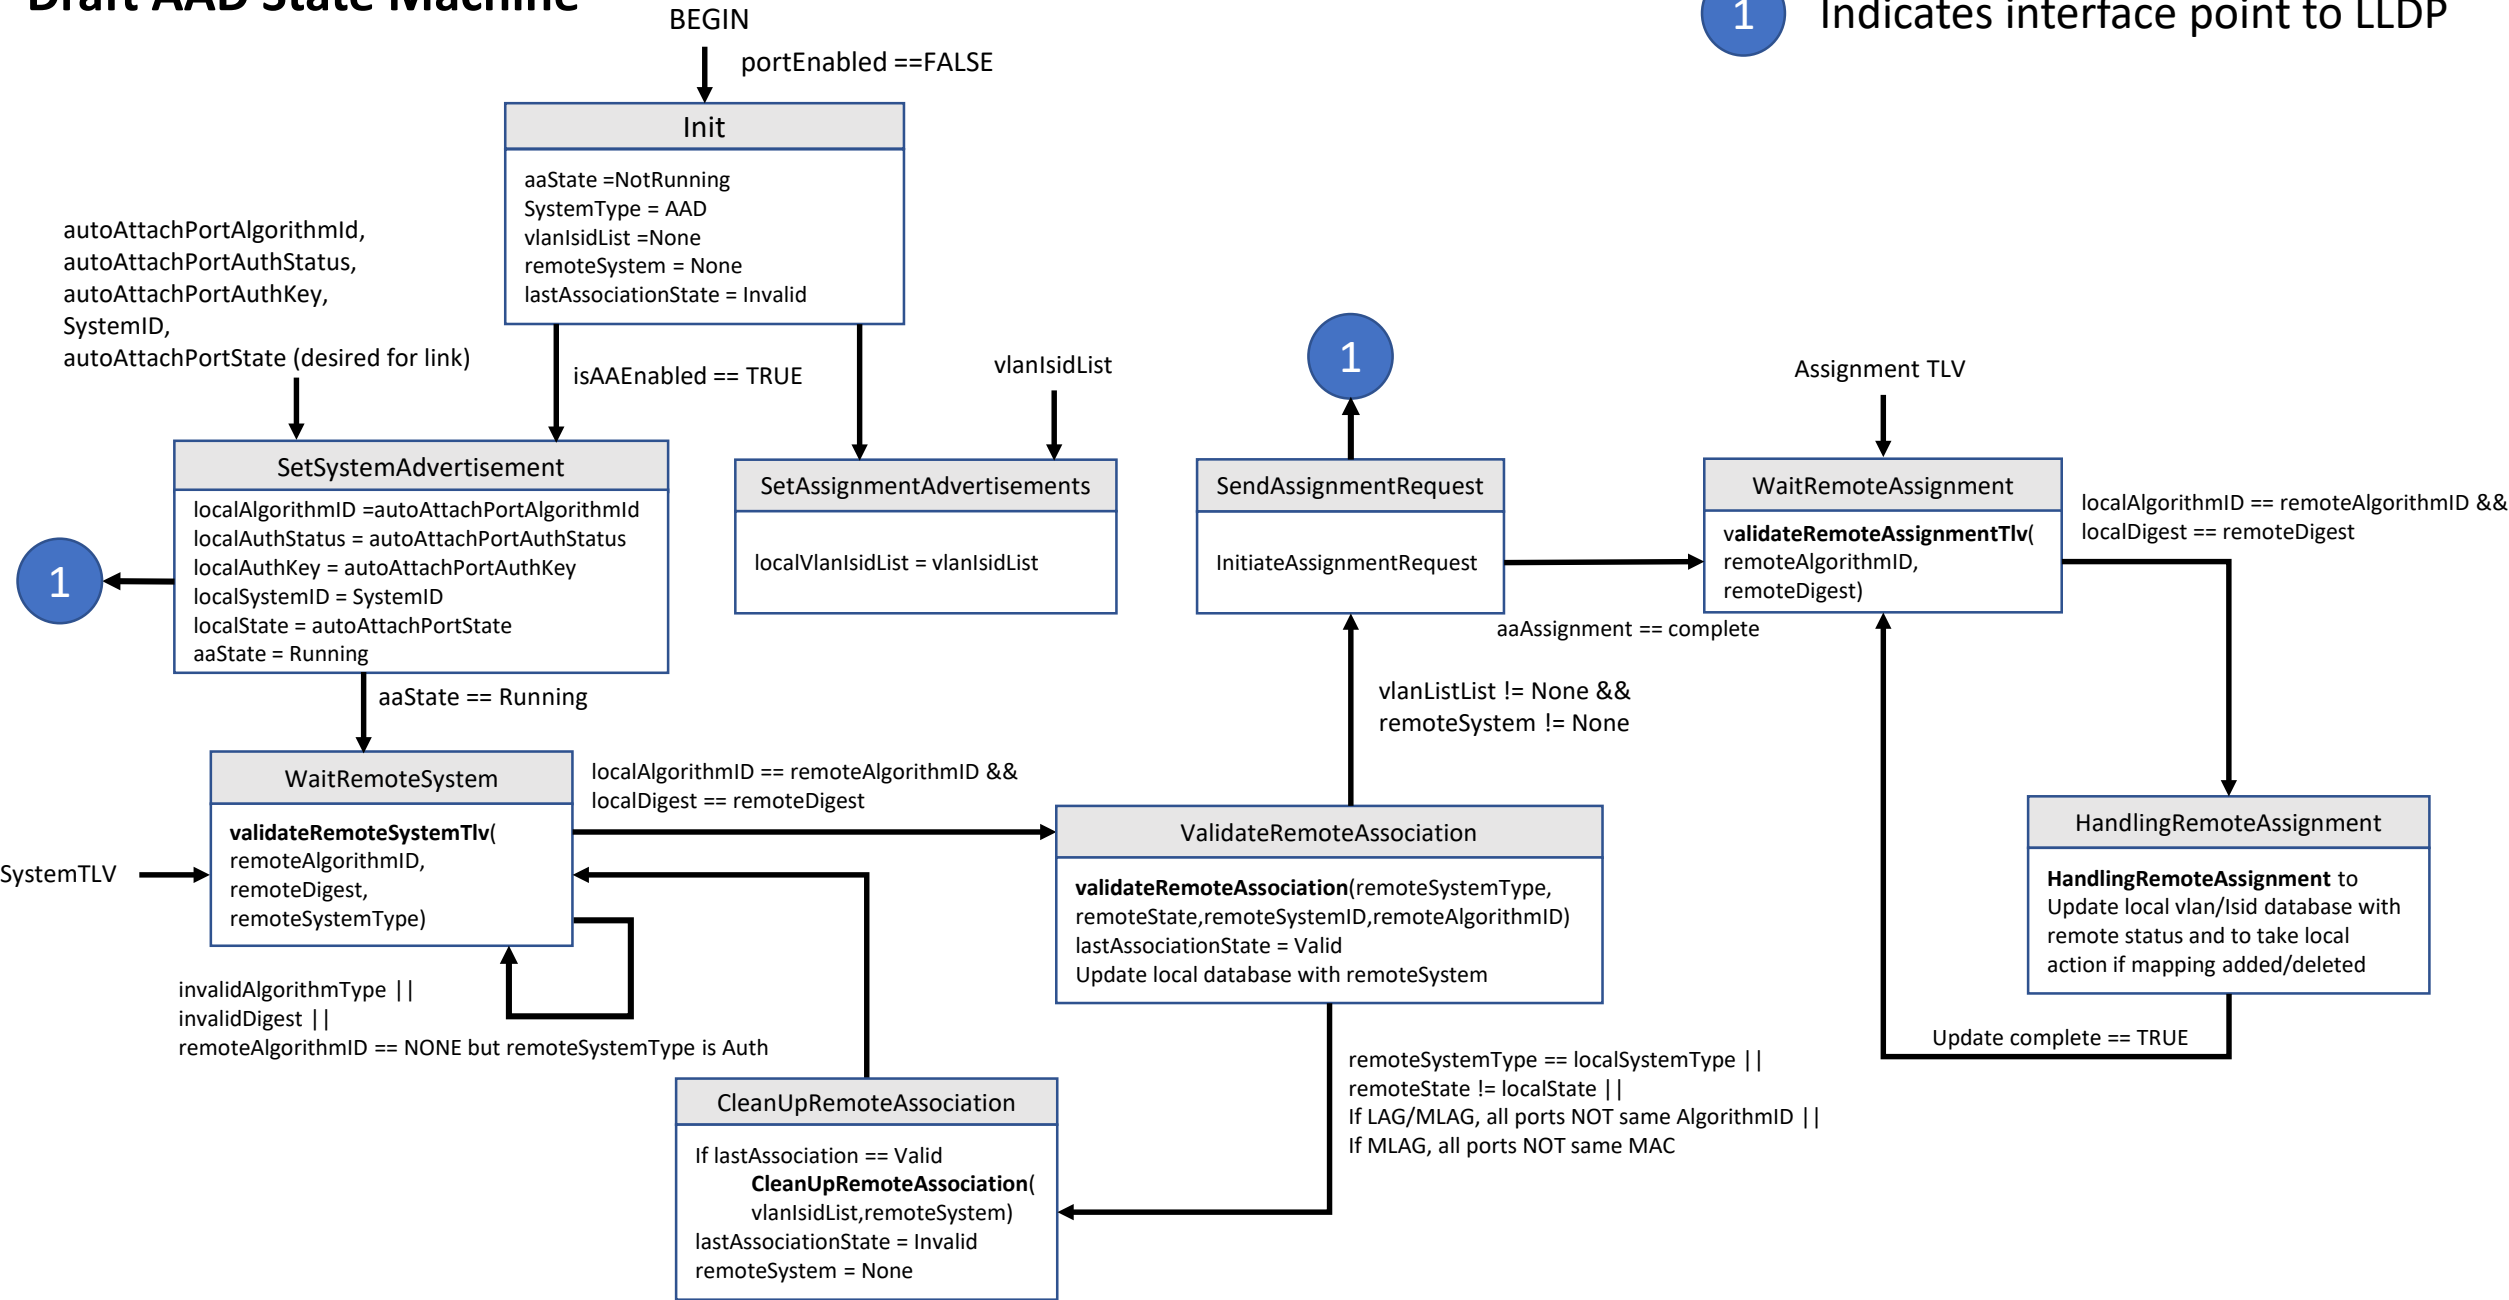 Draft AAD State Machine
1
Indicates interface point to LLDP
BEGIN
portEnabled ==FALSE
Init
aaState =NotRunning
SystemType = AAD
vlanIsidList =None
remoteSystem = None
lastAssociationState = Invalid
autoAttachPortAlgorithmId,
autoAttachPortAuthStatus,
autoAttachPortAuthKey,
SystemID,
autoAttachPortState (desired for link)
isAAEnabled == TRUE
vlanIsidList
1
Assignment TLV
SetSystemAdvertisement
localAlgorithmID =autoAttachPortAlgorithmId
localAuthStatus = autoAttachPortAuthStatus
localAuthKey = autoAttachPortAuthKey
localSystemID = SystemID
localState = autoAttachPortState
aaState = Running
1
SetAssignmentAdvertisements
localVlanIsidList = vlanIsidList
SendAssignmentRequest
InitiateAssignmentRequest
aaAssignment == complete
WaitRemoteAssignment
validateRemoteAssignmentTlv(
remoteAlgorithmID,
remoteDigest)
localAlgorithmID == remoteAlgorithmID &&
localDigest == remoteDigest
aaState == Running
vlanListList != None &&
remoteSystem != None
WaitRemoteSystem
validateRemoteSystemTlv(
remoteAlgorithmID,
remoteDigest,
remoteSystemType)
SystemTLV
localAlgorithmID == remoteAlgorithmID &&
localDigest == remoteDigest
invalidAlgorithmType ||
invalidDigest ||
remoteAlgorithmID == NONE but remoteSystemType is Auth
ValidateRemoteAssociation
validateRemoteAssociation(remoteSystemType,
remoteState,remoteSystemID,remoteAlgorithmID)
lastAssociationState = Valid
Update local database with remoteSystem
HandlingRemoteAssignment
HandlingRemoteAssignment to
Update local vlan/Isid database with
remote status and to take local
action if mapping added/deleted
Update complete == TRUE
remoteSystemType == localSystemType ||
remoteState != localState ||
If LAG/MLAG, all ports NOT same AlgorithmID ||
If MLAG, all ports NOT same MAC
CleanUpRemoteAssociation
If lastAssociation == Valid
CleanUpRemoteAssociation(
vlanIsidList,remoteSystem)
lastAssociationState = Invalid
remoteSystem = None